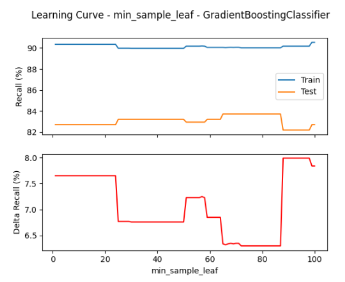 Learning Curve - min_sample_leaf - GradientBoostingClassifier
90
88
86
84
82
Recall (%)
Train
Test
8.0
7.5
7.0
6.5
Delta Recall (%)
0
20
40
60
80
100
min_sample_leaf